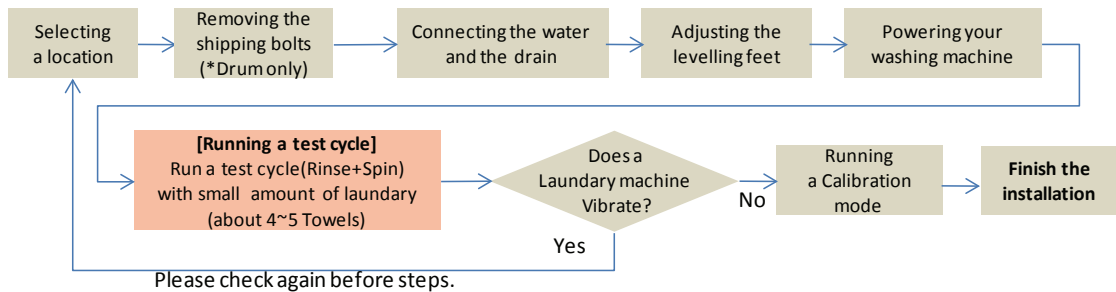 Selecting
a location
Removing the
shipping bolts
(*Drum only)
Connecting the water
and the drain
Adjusting the
levelling feet
Powering your
washing machine
[Running a test cycle]
Run a test cycle(Rinse+Spin)
with small amount of laundary
(about 4~5 Towels)
Does a
Laundary machine
Vibrate?
No
Running
a Calibration
mode
Finish the
installation
Yes
Please check again before steps.